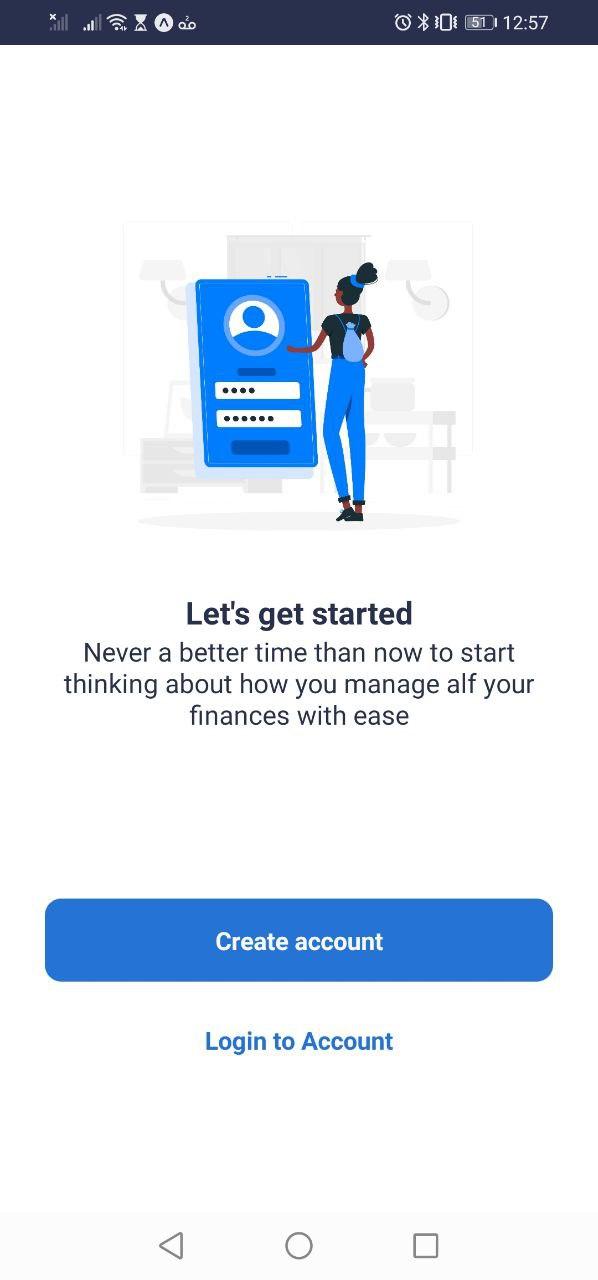 51 12:57
Let's get started
Never a better time than now to start
thinking about how you manage alf your
finances with ease
Create account
Login to Account